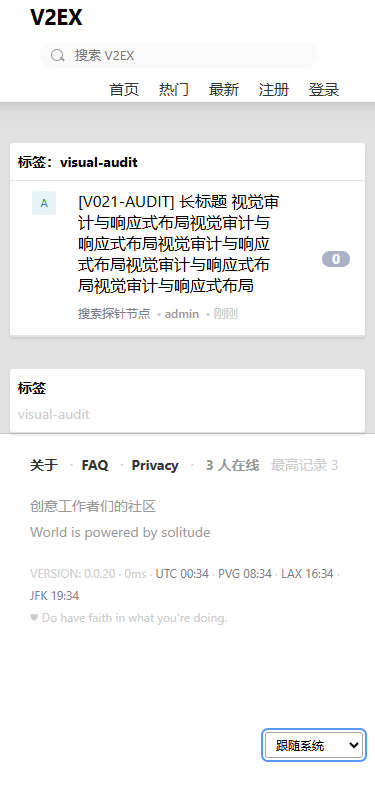 V2EX
搜索 V2EX
首页 热门 最新 注册 登录
标签：visual-audit
A
[V021-AUDIT] 长标题 视觉审
计与响应式布局视觉审计与
响应式布局视觉审计与响应
式布局视觉审计与响应式布
局视觉审计与响应式布局
0
搜索探针节点 • admin • 刚刚
标签
visual-audit
关于 · FAQ · Privacy · 3 人在线 最高记录 3
创意工作者们的社区
World is powered by solitude
VERSION: 0.0.20 · 0ms · UTC 00:34 · PVG 08:34 · LAX 16:34 ·
JFK 19:34
♥ Do have faith in what you're doing.
跟随系统